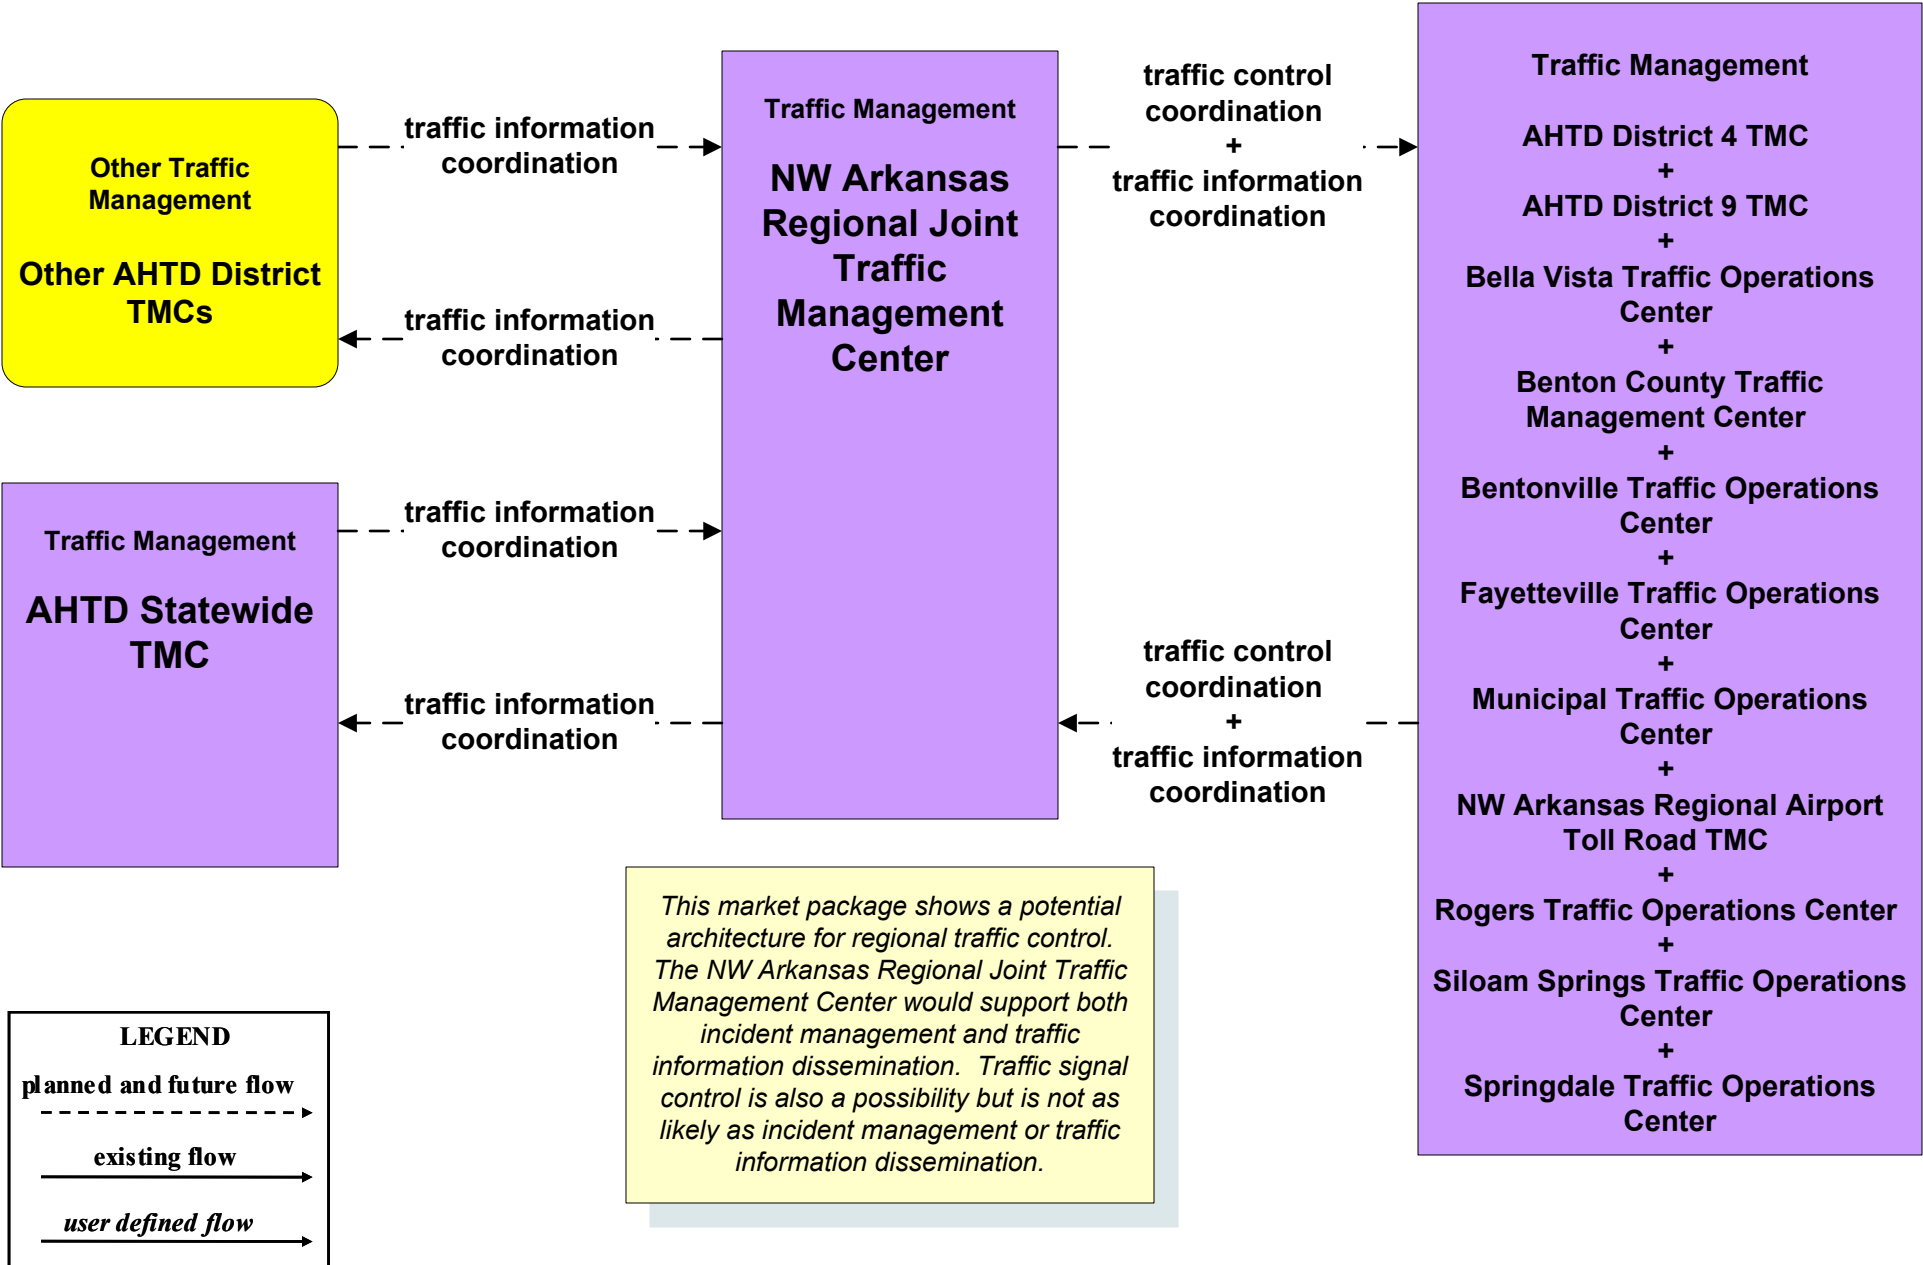 Other Traffic
Management
Other AHTD District
TMCs
traffic information
coordination
traffic information
coordination
Traffic Management
AHTD Statewide
TMC
traffic information
coordination
traffic information
coordination
Traffic Management
NW Arkansas
Regional Joint
Traffic
Management
Center
traffic control
coordination
+
traffic information
coordination
traffic control
coordination
+
traffic information
coordination
Traffic Management
AHTD District 4 TMC
+
AHTD District 9 TMC
+
Bella Vista Traffic Operations
Center
+
Benton County Traffic
Management Center
+
Bentonville Traffic Operations
Center
+
Fayetteville Traffic Operations
Center
+
Municipal Traffic Operations
Center
+
NW Arkansas Regional Airport
Toll Road TMC
+
Rogers Traffic Operations Center
+
Siloam Springs Traffic Operations
Center
+
Springdale Traffic Operations
Center
This market package shows a potential
architecture for regional traffic control.
The NW Arkansas Regional Joint Traffic
Management Center would support both
incident management and traffic
information dissemination.  Traffic signal
control is also a possibility but is not as
likely as incident management or traffic
information dissemination.
LEGEND
planned and future flow
existing flow
user defined flow